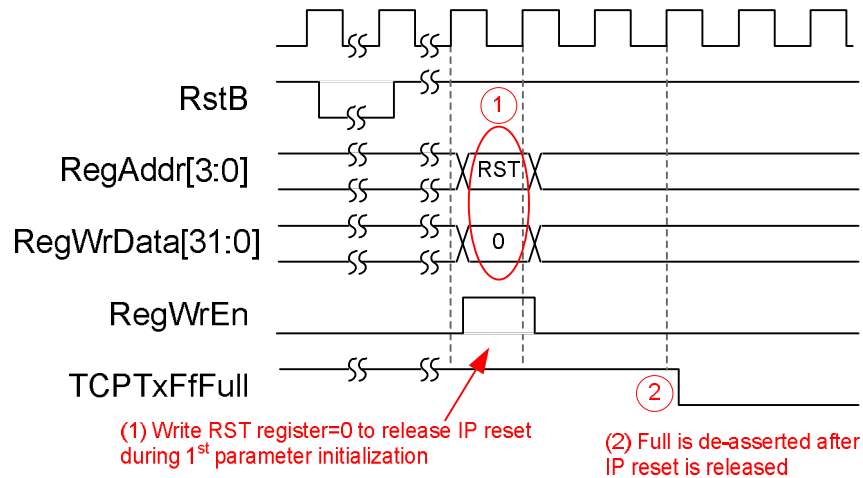 RstB
1
RegAddr[3:0]
RST
RegWrData[31:0]
0
RegWrEn
TCPTxFfFull
2
(1) Write RST register=0 to release IP reset
during 1st parameter initialization
(2) Full is de-asserted after
IP reset is released